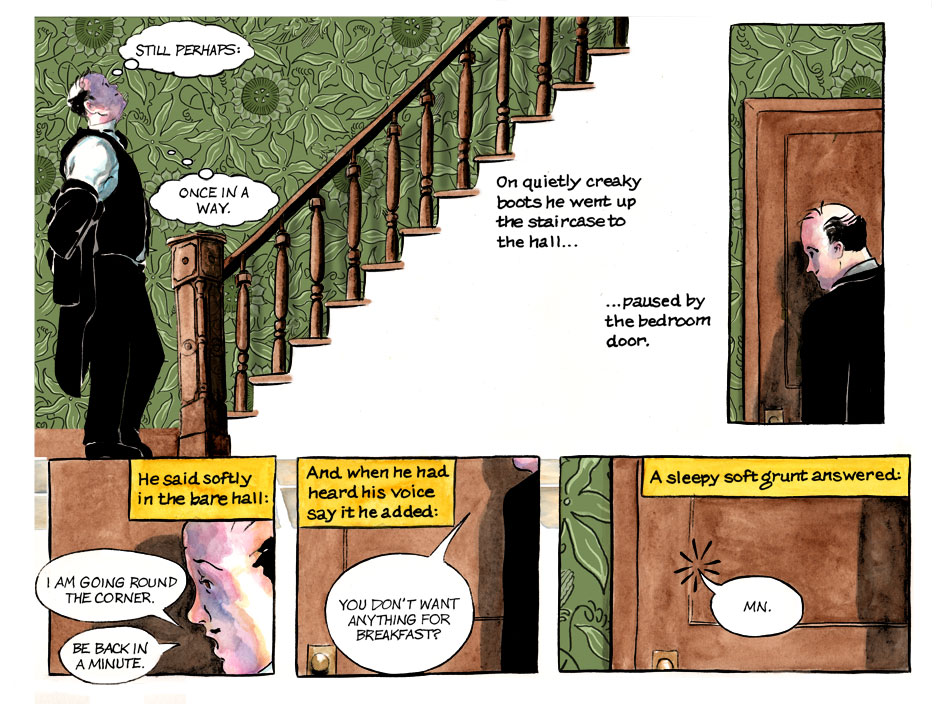 STILL PERHAPS:
ONCE IN A
WAY.
On quietly creaky
boots he went up
the staircase to
the hall...
...paused by
the bedroom
door.
He said softly
in the bare hall:
I AM GOING ROUND
THE CORNER.
BE BACK IN
A MINUTE.
And when he had
heard his voice
say it he added:
YOU DON'T WANT
ANYTHING FOR
BREAKFAST?
A sleepy soft grunt answered:
MN.